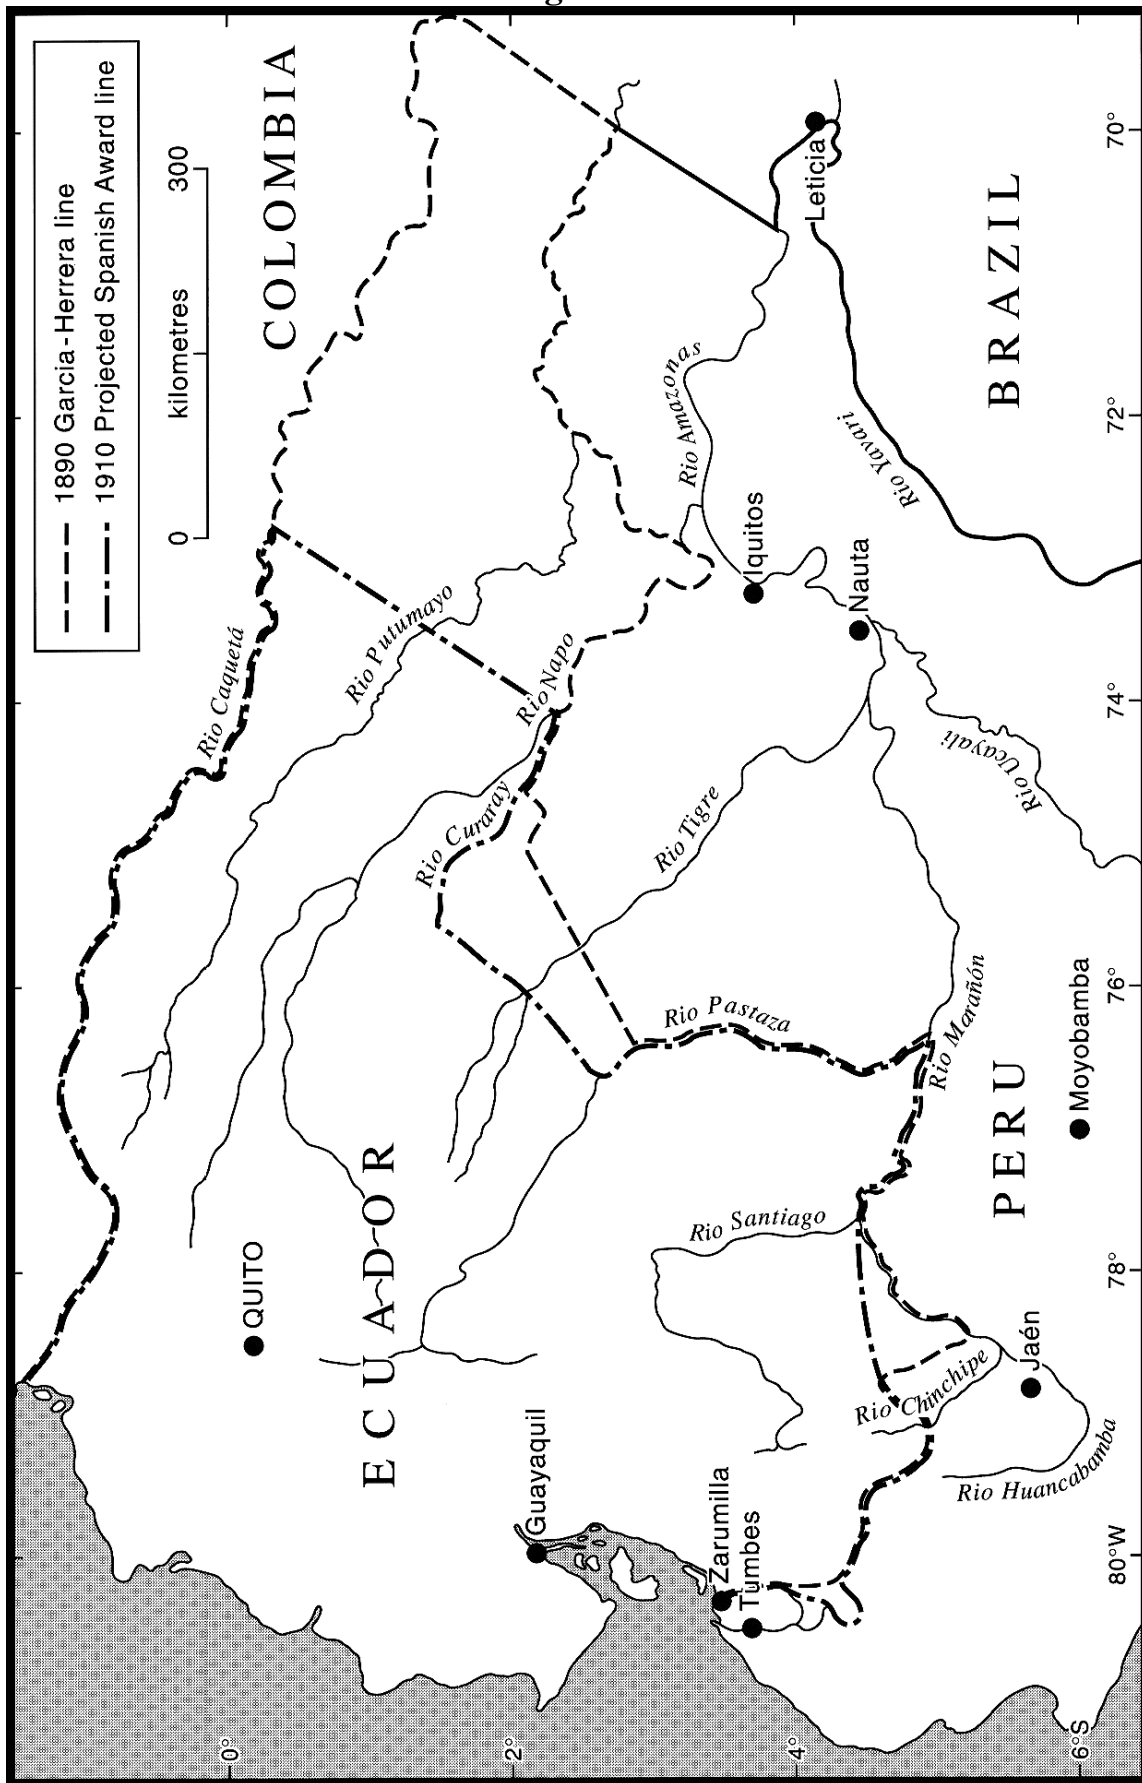 1890 Garcia-Herrera line
1910 Projected Spanish Award line
0
kilometres
300
COLOMBIA
Rio Caquetá
Rio Putumayo
Rio Napo
Rio Curaray
QUITO
ECUADOR
Rio Tigre
Rio Amazonas
Leticia
Iquitos
Nauta
Rio Yavari
BRAZIL
Rio Ucayali
Rio Pastaza
Rio Marañón
Rio Santiago
PERU
Moyobamba
Guayaquil
Zarumilla
Tumbes
Rio Chinchipe
Jaén
Rio Huancabamba
0°
2°
4°
6°S
80°W
78°
76°
74°
72°
70°